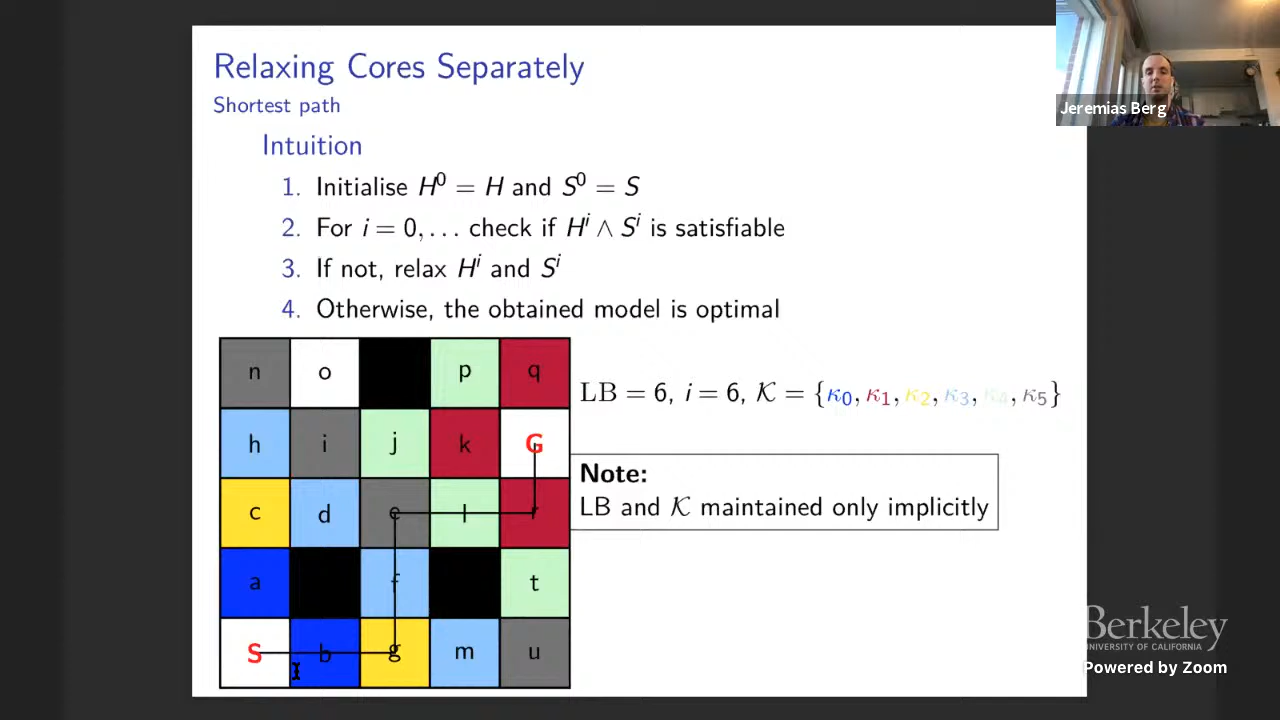 Relaxing Cores Separately
Shortest path
Intuition
1. Initialise H⁰ = H and S⁰ = S
2. For i = 0, … check if Hⁱ ∧ Sⁱ is satisfiable
3. If not, relax Hⁱ and Sⁱ
4. Otherwise, the obtained model is optimal
n o p q
h i j k G
c d e l r
a f t
S b g m u
LB = 6, i = 6, 𝒦 = {κ₀, κ₁, κ₂, κ₃, κ₄, κ₅}
Note:
LB and 𝒦 maintained only implicitly
Jeremias Berg
Berkeley
UNIVERSITY OF CALIFORNIA
Powered by Zoom